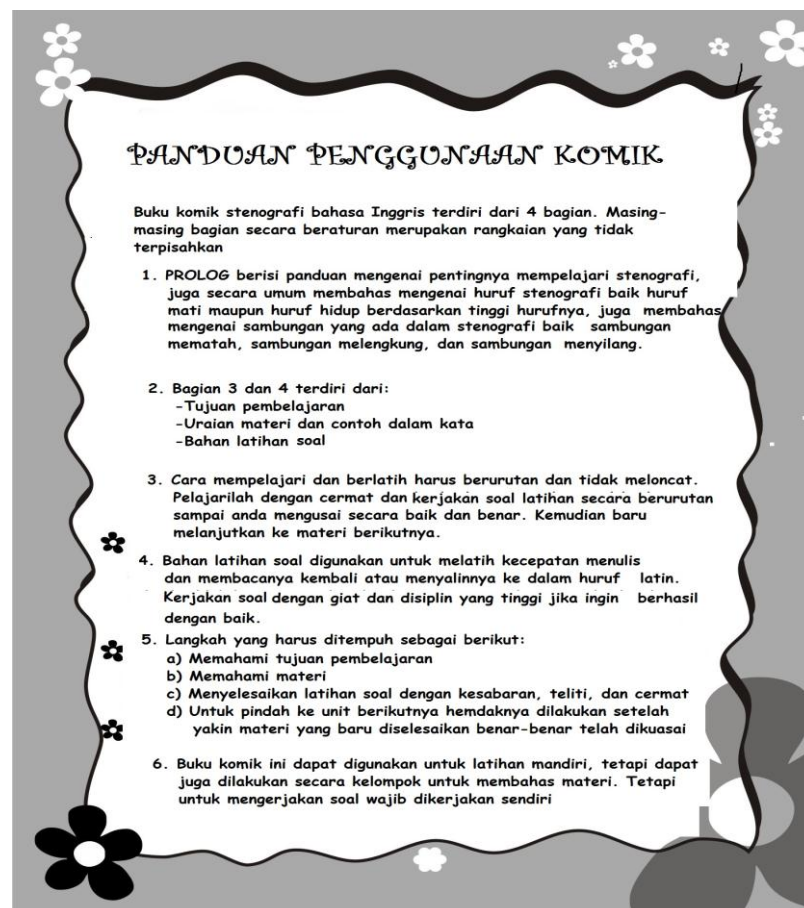 PANDUAN PENGGUNAAN KOMIK
Buku komik stenografi bahasa Inggris terdiri dari 4 bagian. Masing-
masing bagian secara beraturan merupakan rangkaian yang tidak
terpisahkan
1. PROLOG berisi panduan mengenai pentingnya mempelajari stenografi,
juga secara umum membahas mengenai huruf stenografi baik huruf
mati maupun huruf hidup berdasarkan tinggi hurufnya, juga membahas
mengenai sambungan yang ada dalam stenografi baik sambungan
mematah, sambungan melengkung, dan sambungan menyilang.
2. Bagian 3 dan 4 terdiri dari:
-Tujuan pembelajaran
-Uraian materi dan contoh dalam kata
-Bahan latihan soal
3. Cara mempelajari dan berlatih harus berurutan dan tidak meloncat.
Pelajarilah dengan cermat dan kerjakan soal latihan secara berurutan
sampai anda mengusai secara baik dan benar. Kemudian baru
melanjutkan ke materi berikutnya.
4. Bahan latihan soal digunakan untuk melatih kecepatan menulis
dan membacanya kembali atau menyalinnya ke dalam huruf latin.
Kerjakan soal dengan giat dan disiplin yang tinggi jika ingin berhasil
dengan baik.
5. Langkah yang harus ditempuh sebagai berikut:
a) Memahami tujuan pembelajaran
b) Memahami materi
c) Menyelesaikan latihan soal dengan kesabaran, teliti, dan cermat
d) Untuk pindah ke unit berikutnya hemdaknya dilakukan setelah
yakin materi yang baru diselesaikan benar-benar telah dikuasai
6. Buku komik ini dapat digunakan untuk latihan mandiri, tetapi dapat
juga dilakukan secara kelompok untuk membahas materi. Tetapi
untuk mengerjakan soal wajib dikerjakan sendiri